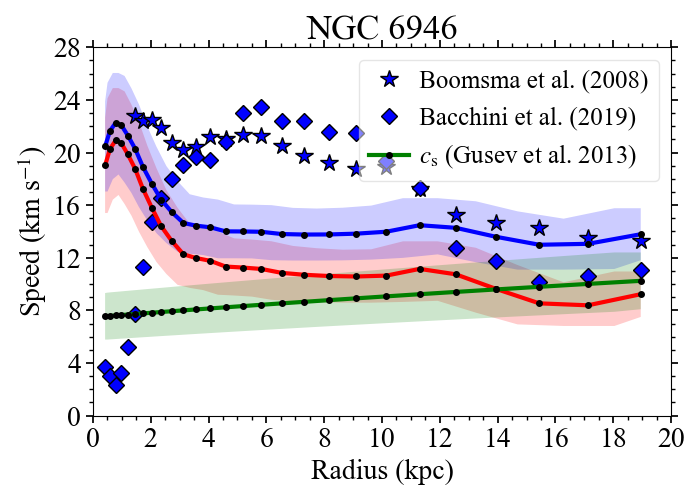 NGC 6946
28
24
20
16
12
8
4
0
Speed (km s⁻¹)
Boomsma et al. (2008)
Bacchini et al. (2019)
cₛ (Gusev et al. 2013)
0 2 4 6 8 10 12 14 16 18 20
Radius (kpc)